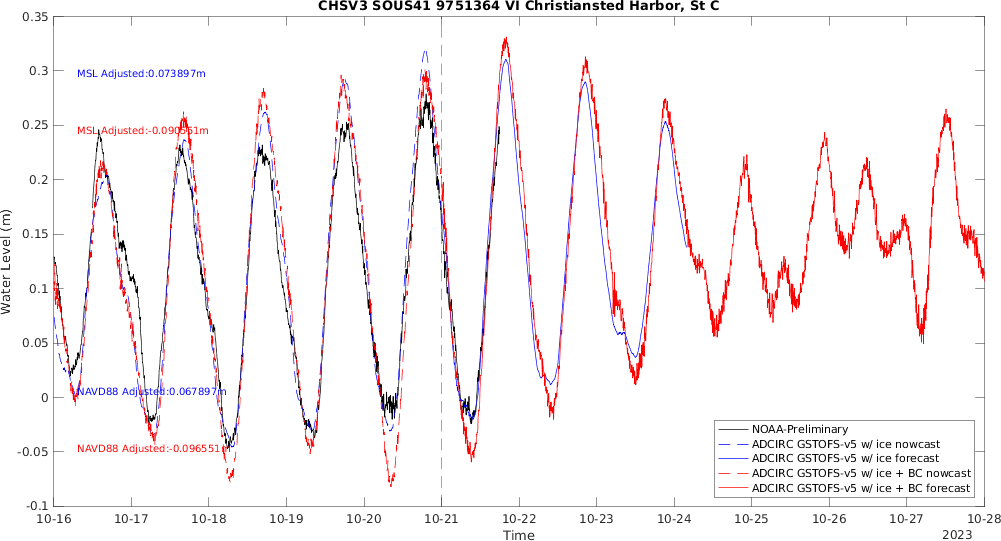 CHSV3 SOUS41 9751364 VI Christiansted Harbor, St C
0.35
0.3
0.25
0.2
0.15
0.1
0.05
0
-0.05
-0.1
Water Level (m)
MSL Adjusted:0.073897m
MSL Adjusted:-0.090551m
NAVD88 Adjusted:0.067897m
NAVD88 Adjusted:-0.096551m
NOAA-Preliminary
ADCIRC GSTOFS-v5 w/ ice nowcast
ADCIRC GSTOFS-v5 w/ ice forecast
ADCIRC GSTOFS-v5 w/ ice + BC nowcast
ADCIRC GSTOFS-v5 w/ ice + BC forecast
10-16 10-17 10-18 10-19 10-20 10-21 10-22 10-23 10-24 10-25 10-26 10-27 10-28
Time
2023